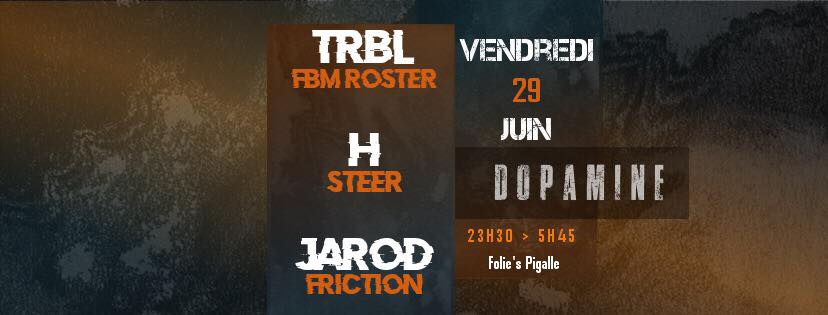 TRBL
FBM ROSTER
H
STEER
JAROD
FRICTION
VENDREDI
29
JUIN
DOPAMINE
23H30 > 5H45
Folie's Pigalle